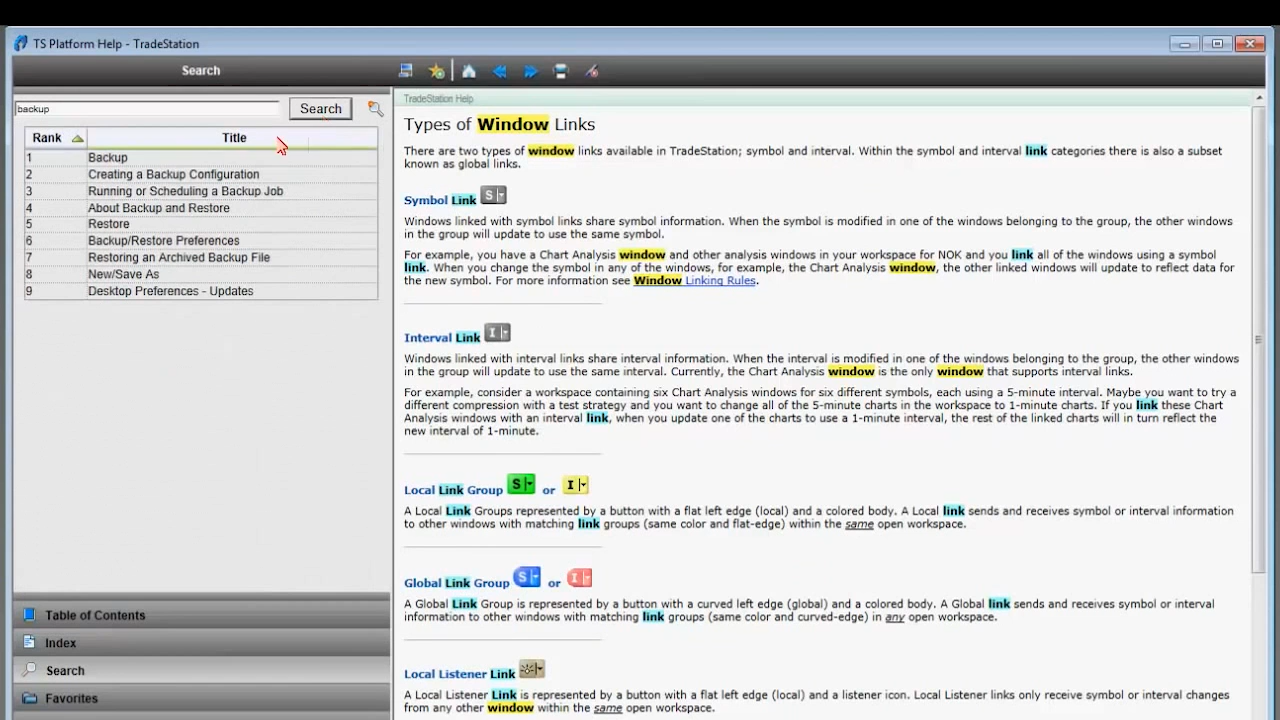 TS Platform Help - TradeStation
Search
backup
Search
Rank Title
1 Backup
2 Creating a Backup Configuration
3 Running or Scheduling a Backup Job
4 About Backup and Restore
5 Restore
6 Backup/Restore Preferences
7 Restoring an Archived Backup File
8 New/Save As
9 Desktop Preferences - Updates
Table of Contents
Index
Search
Favorites
TradeStation Help
Types of Window Links
There are two types of window links available in TradeStation; symbol and interval. Within the symbol and interval link categories there is also a subset
known as global links.
Symbol Link S
Windows linked with symbol links share symbol information. When the symbol is modified in one of the windows belonging to the group, the other windows
in the group will update to use the same symbol.
For example, you have a Chart Analysis window and other analysis windows in your workspace for NOK and you link all of the windows using a symbol
link. When you change the symbol in any of the windows, for example, the Chart Analysis window, the other linked windows will update to reflect data for
the new symbol. For more information see Window Linking Rules.
Interval Link I
Windows linked with interval links share interval information. When the interval is modified in one of the windows belonging to the group, the other windows
in the group will update to use the same interval. Currently, the Chart Analysis window is the only window that supports interval links.
For example, consider a workspace containing six Chart Analysis windows for six different symbols, each using a 5-minute interval. Maybe you want to try a
different compression with a test strategy and you want to change all of the 5-minute charts in the workspace to 1-minute charts. If you link these Chart
Analysis windows with an interval link, when you update one of the charts to use a 1-minute interval, the rest of the linked charts will in turn reflect the
new interval of 1-minute.
Local Link Group S or I
A Local Link Groups represented by a button with a flat left edge (local) and a colored body. A Local link sends and receives symbol or interval information
to other windows with matching link groups (same color and flat-edge) within the same open workspace.
Global Link Group S or I
A Global Link Group is represented by a button with a curved left edge (global) and a colored body. A Global link sends and receives symbol or interval
information to other windows with matching link groups (same color and curved-edge) in any open workspace.
Local Listener Link
A Local Listener Link is represented by a button with a flat left edge (local) and a listener icon. Local Listener links only receive symbol or interval changes
from any other window within the same open workspace.